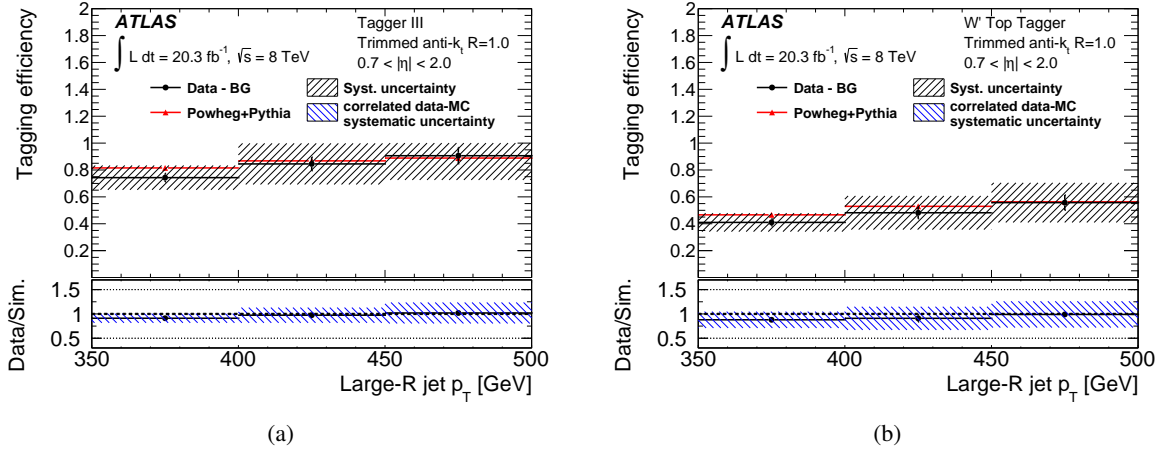 ATLAS
∫ L dt = 20.3 fb⁻¹, √s = 8 TeV
Tagger III
Trimmed anti-kₜ R=1.0
0.7 < |η| < 2.0
Data - BG
Powheg+Pythia
Syst. uncertainty
correlated data-MC
systematic uncertainty
Tagging efficiency
2
1.8
1.6
1.4
1.2
1
0.8
0.6
0.4
0.2
Data/Sim.
1.5
1
0.5
350 400 450 500
Large-R jet p_T [GeV]
(a)
ATLAS
∫ L dt = 20.3 fb⁻¹, √s = 8 TeV
W' Top Tagger
Trimmed anti-kₜ R=1.0
0.7 < |η| < 2.0
Data - BG
Powheg+Pythia
Syst. uncertainty
correlated data-MC
systematic uncertainty
Tagging efficiency
2
1.8
1.6
1.4
1.2
1
0.8
0.6
0.4
0.2
Data/Sim.
1.5
1
0.5
350 400 450 500
Large-R jet p_T [GeV]
(b)